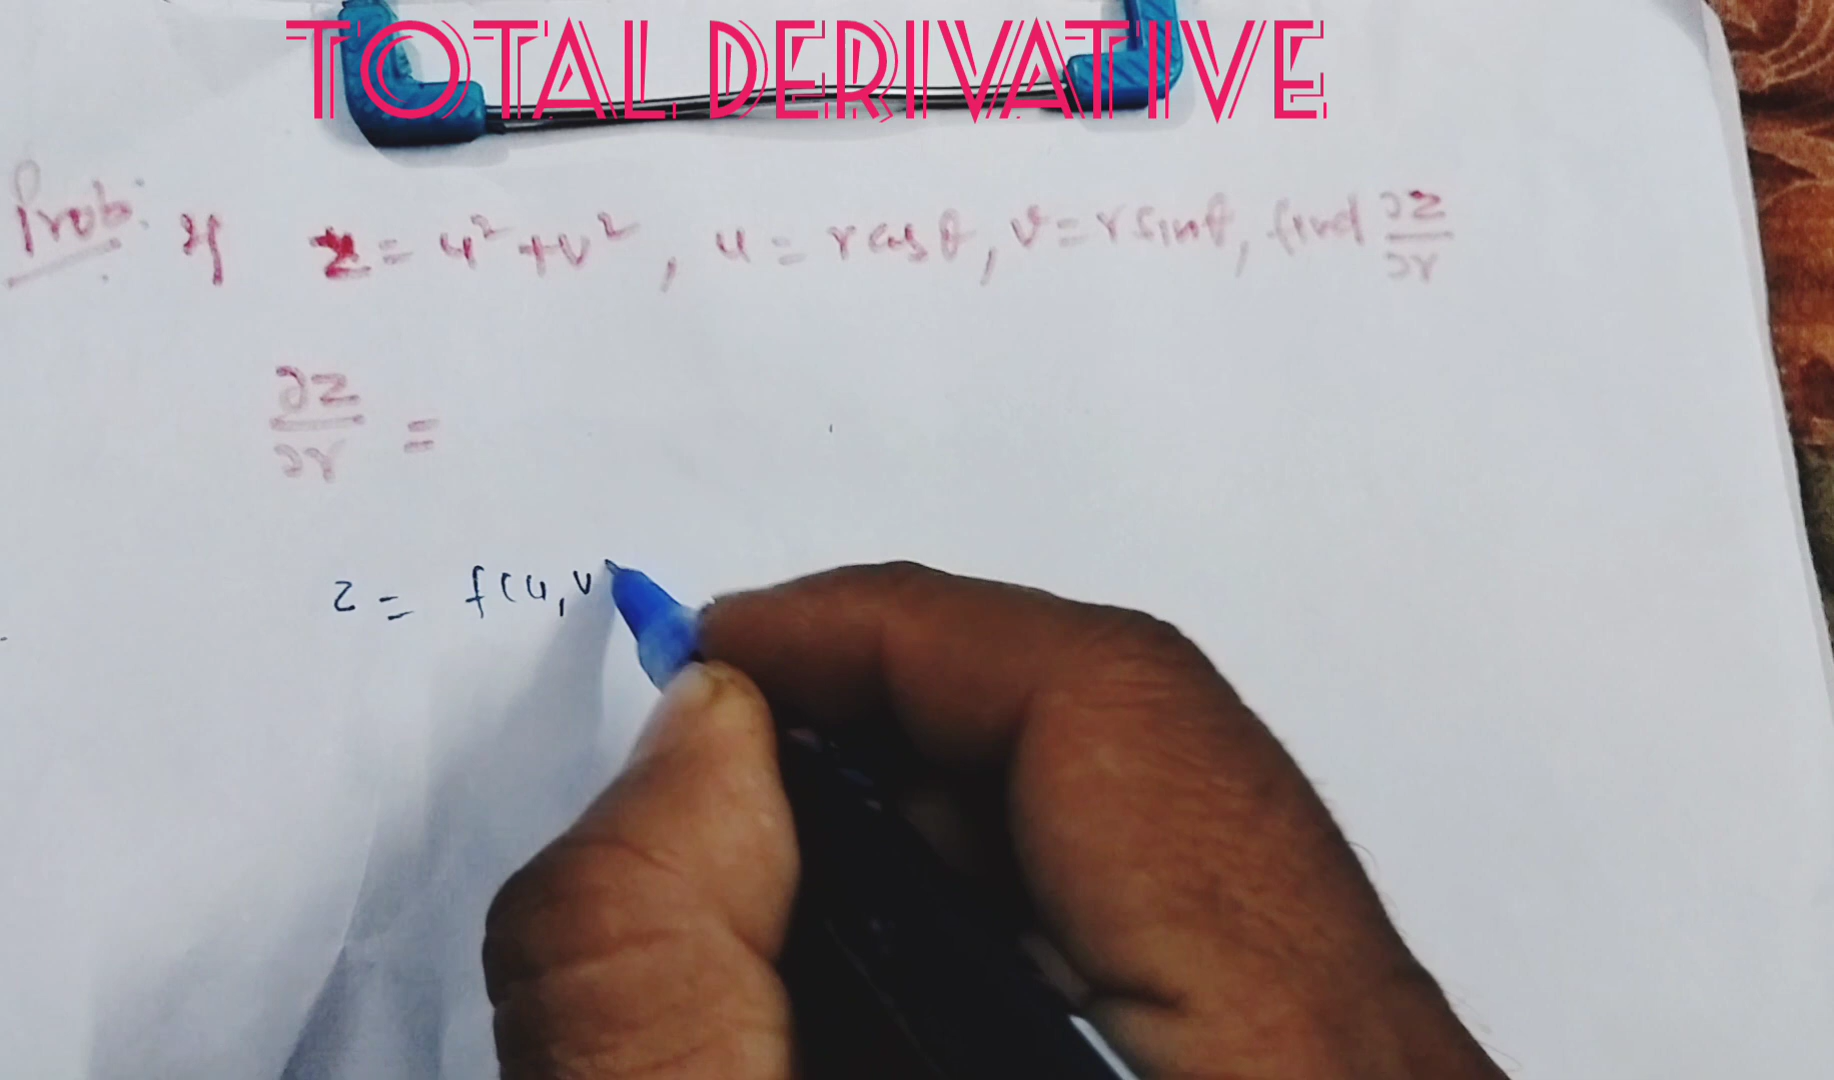 TOTAL DERIVATIVE
Prob: If z = u² + v², u = r cos θ, v = r sin θ, find ∂z/∂r
∂z/∂r =
z = f(u, v